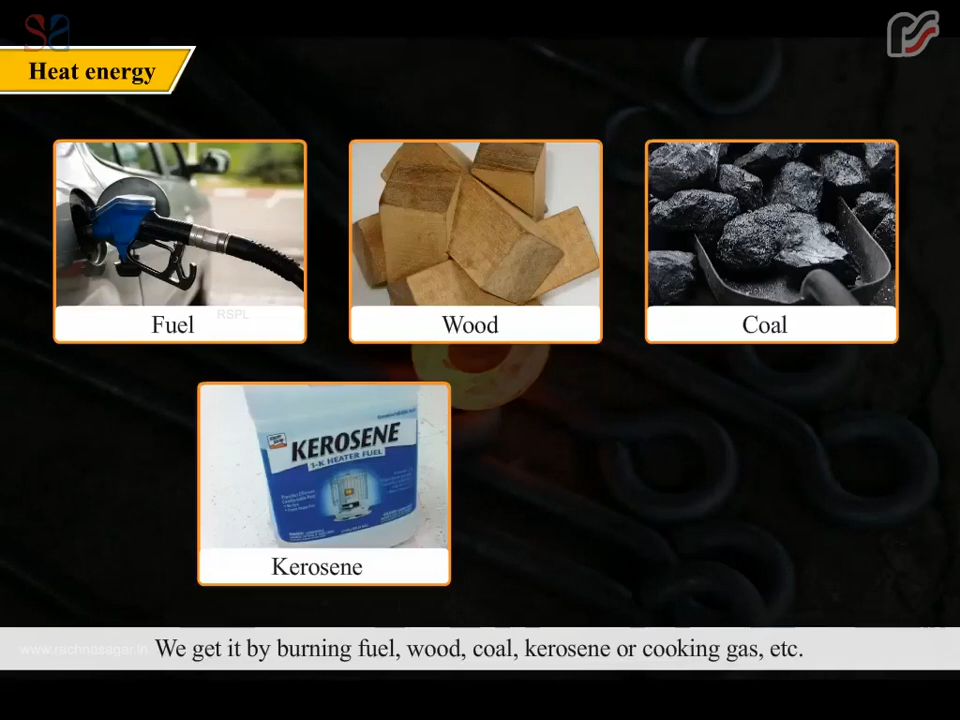 Heat energy
RSPL
Fuel
Wood
Coal
KEROSENE
1-K HEATER FUEL
Kerosene
www.rachnasagar.in
We get it by burning fuel, wood, coal, kerosene or cooking gas, etc.